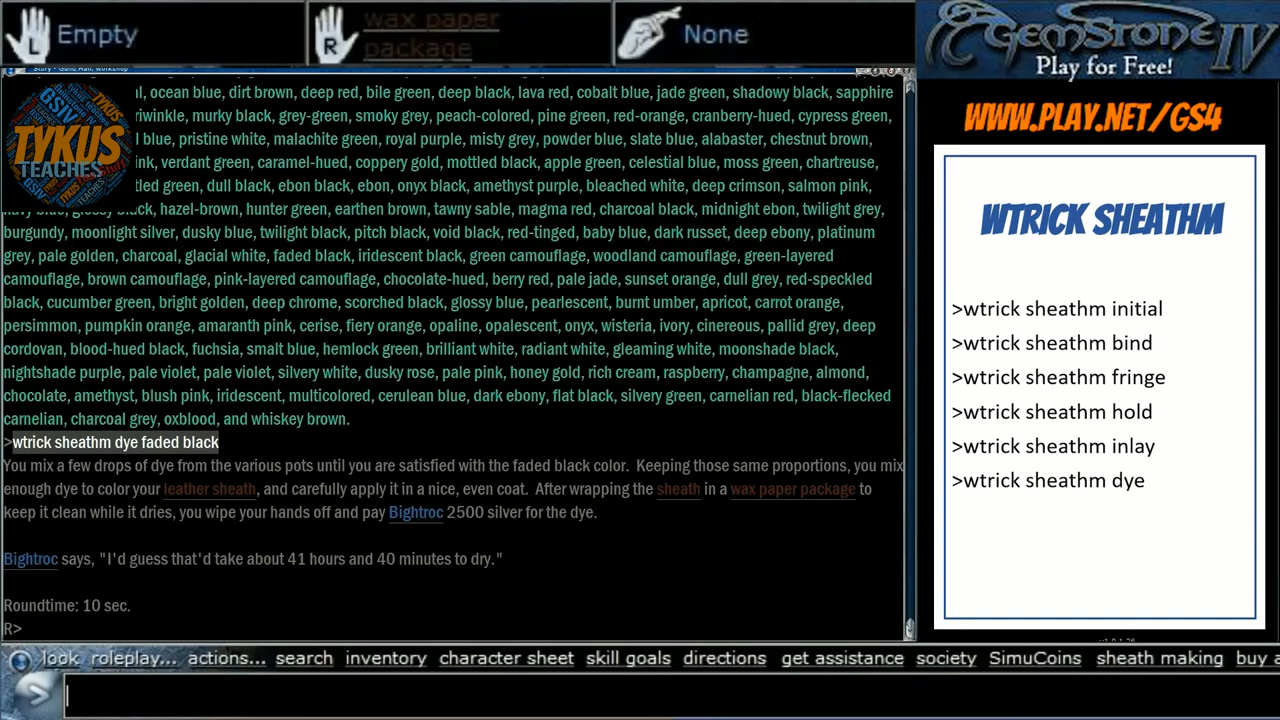 L Empty
R wax paper package
None
GEMSTONE IV
Play for Free!
WWW.PLAY.NET/GS4
Story - Guild Hall, Workshop
l, ocean blue, dirt brown, deep red, bile green, deep black, lava red, cobalt blue, jade green, shadowy black, sapphire
riwinkle, murky black, grey-green, smoky grey, peach-colored, pine green, red-orange, cranberry-hued, cypress green,
l blue, pristine white, malachite green, royal purple, misty grey, powder blue, slate blue, alabaster, chestnut brown,
ink, verdant green, caramel-hued, coppery gold, mottled black, apple green, celestial blue, moss green, chartreuse,
led green, dull black, ebon black, ebon, onyx black, amethyst purple, bleached white, deep crimson, salmon pink,
navy blue, glossy black, hazel-brown, hunter green, earthen brown, tawny sable, magma red, charcoal black, midnight ebon, twilight grey,
burgundy, moonlight silver, dusky blue, twilight black, pitch black, void black, red-tinged, baby blue, dark russet, deep ebony, platinum
grey, pale golden, charcoal, glacial white, faded black, iridescent black, green camouflage, woodland camouflage, green-layered
camouflage, brown camouflage, pink-layered camouflage, chocolate-hued, berry red, pale jade, sunset orange, dull grey, red-speckled
black, cucumber green, bright golden, deep chrome, scorched black, glossy blue, pearlescent, burnt umber, apricot, carrot orange,
persimmon, pumpkin orange, amaranth pink, cerise, fiery orange, opaline, opalescent, onyx, wisteria, ivory, cinereous, pallid grey, deep
cordovan, blood-hued black, fuchsia, smalt blue, hemlock green, brilliant white, radiant white, gleaming white, moonshade black,
nightshade purple, pale violet, pale violet, silvery white, dusky rose, pale pink, honey gold, rich cream, raspberry, champagne, almond,
chocolate, amethyst, blush pink, iridescent, multicolored, cerulean blue, dark ebony, flat black, silvery green, carnelian red, black-flecked
carnelian, charcoal grey, oxblood, and whiskey brown.
>wtrick sheathm dye faded black
You mix a few drops of dye from the various pots until you are satisfied with the faded black color. Keeping those same proportions, you mix
enough dye to color your leather sheath, and carefully apply it in a nice, even coat. After wrapping the sheath in a wax paper package to
keep it clean while it dries, you wipe your hands off and pay Bightroc 2500 silver for the dye.
Bightroc says, "I'd guess that'd take about 41 hours and 40 minutes to dry."
Roundtime: 10 sec.
R>
TYKUS
TEACHES
GSIV
WTRICK SHEATHM
>wtrick sheathm initial
>wtrick sheathm bind
>wtrick sheathm fringe
>wtrick sheathm hold
>wtrick sheathm inlay
>wtrick sheathm dye
look roleplay... actions... search inventory character sheet skill goals directions get assistance society SimuCoins sheath making buy a
>